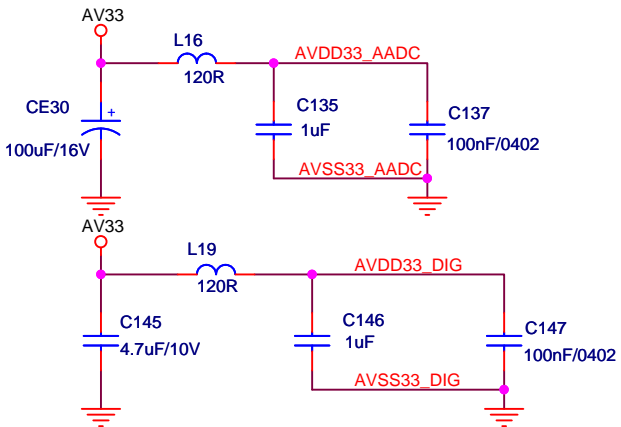 AV33
L16
120R
AVDD33_AADC
CE30
+
100uF/16V
C135
1uF
C137
100nF/0402
AVSS33_AADC
AV33
L19
120R
AVDD33_DIG
C145
4.7uF/10V
C146
1uF
C147
100nF/0402
AVSS33_DIG